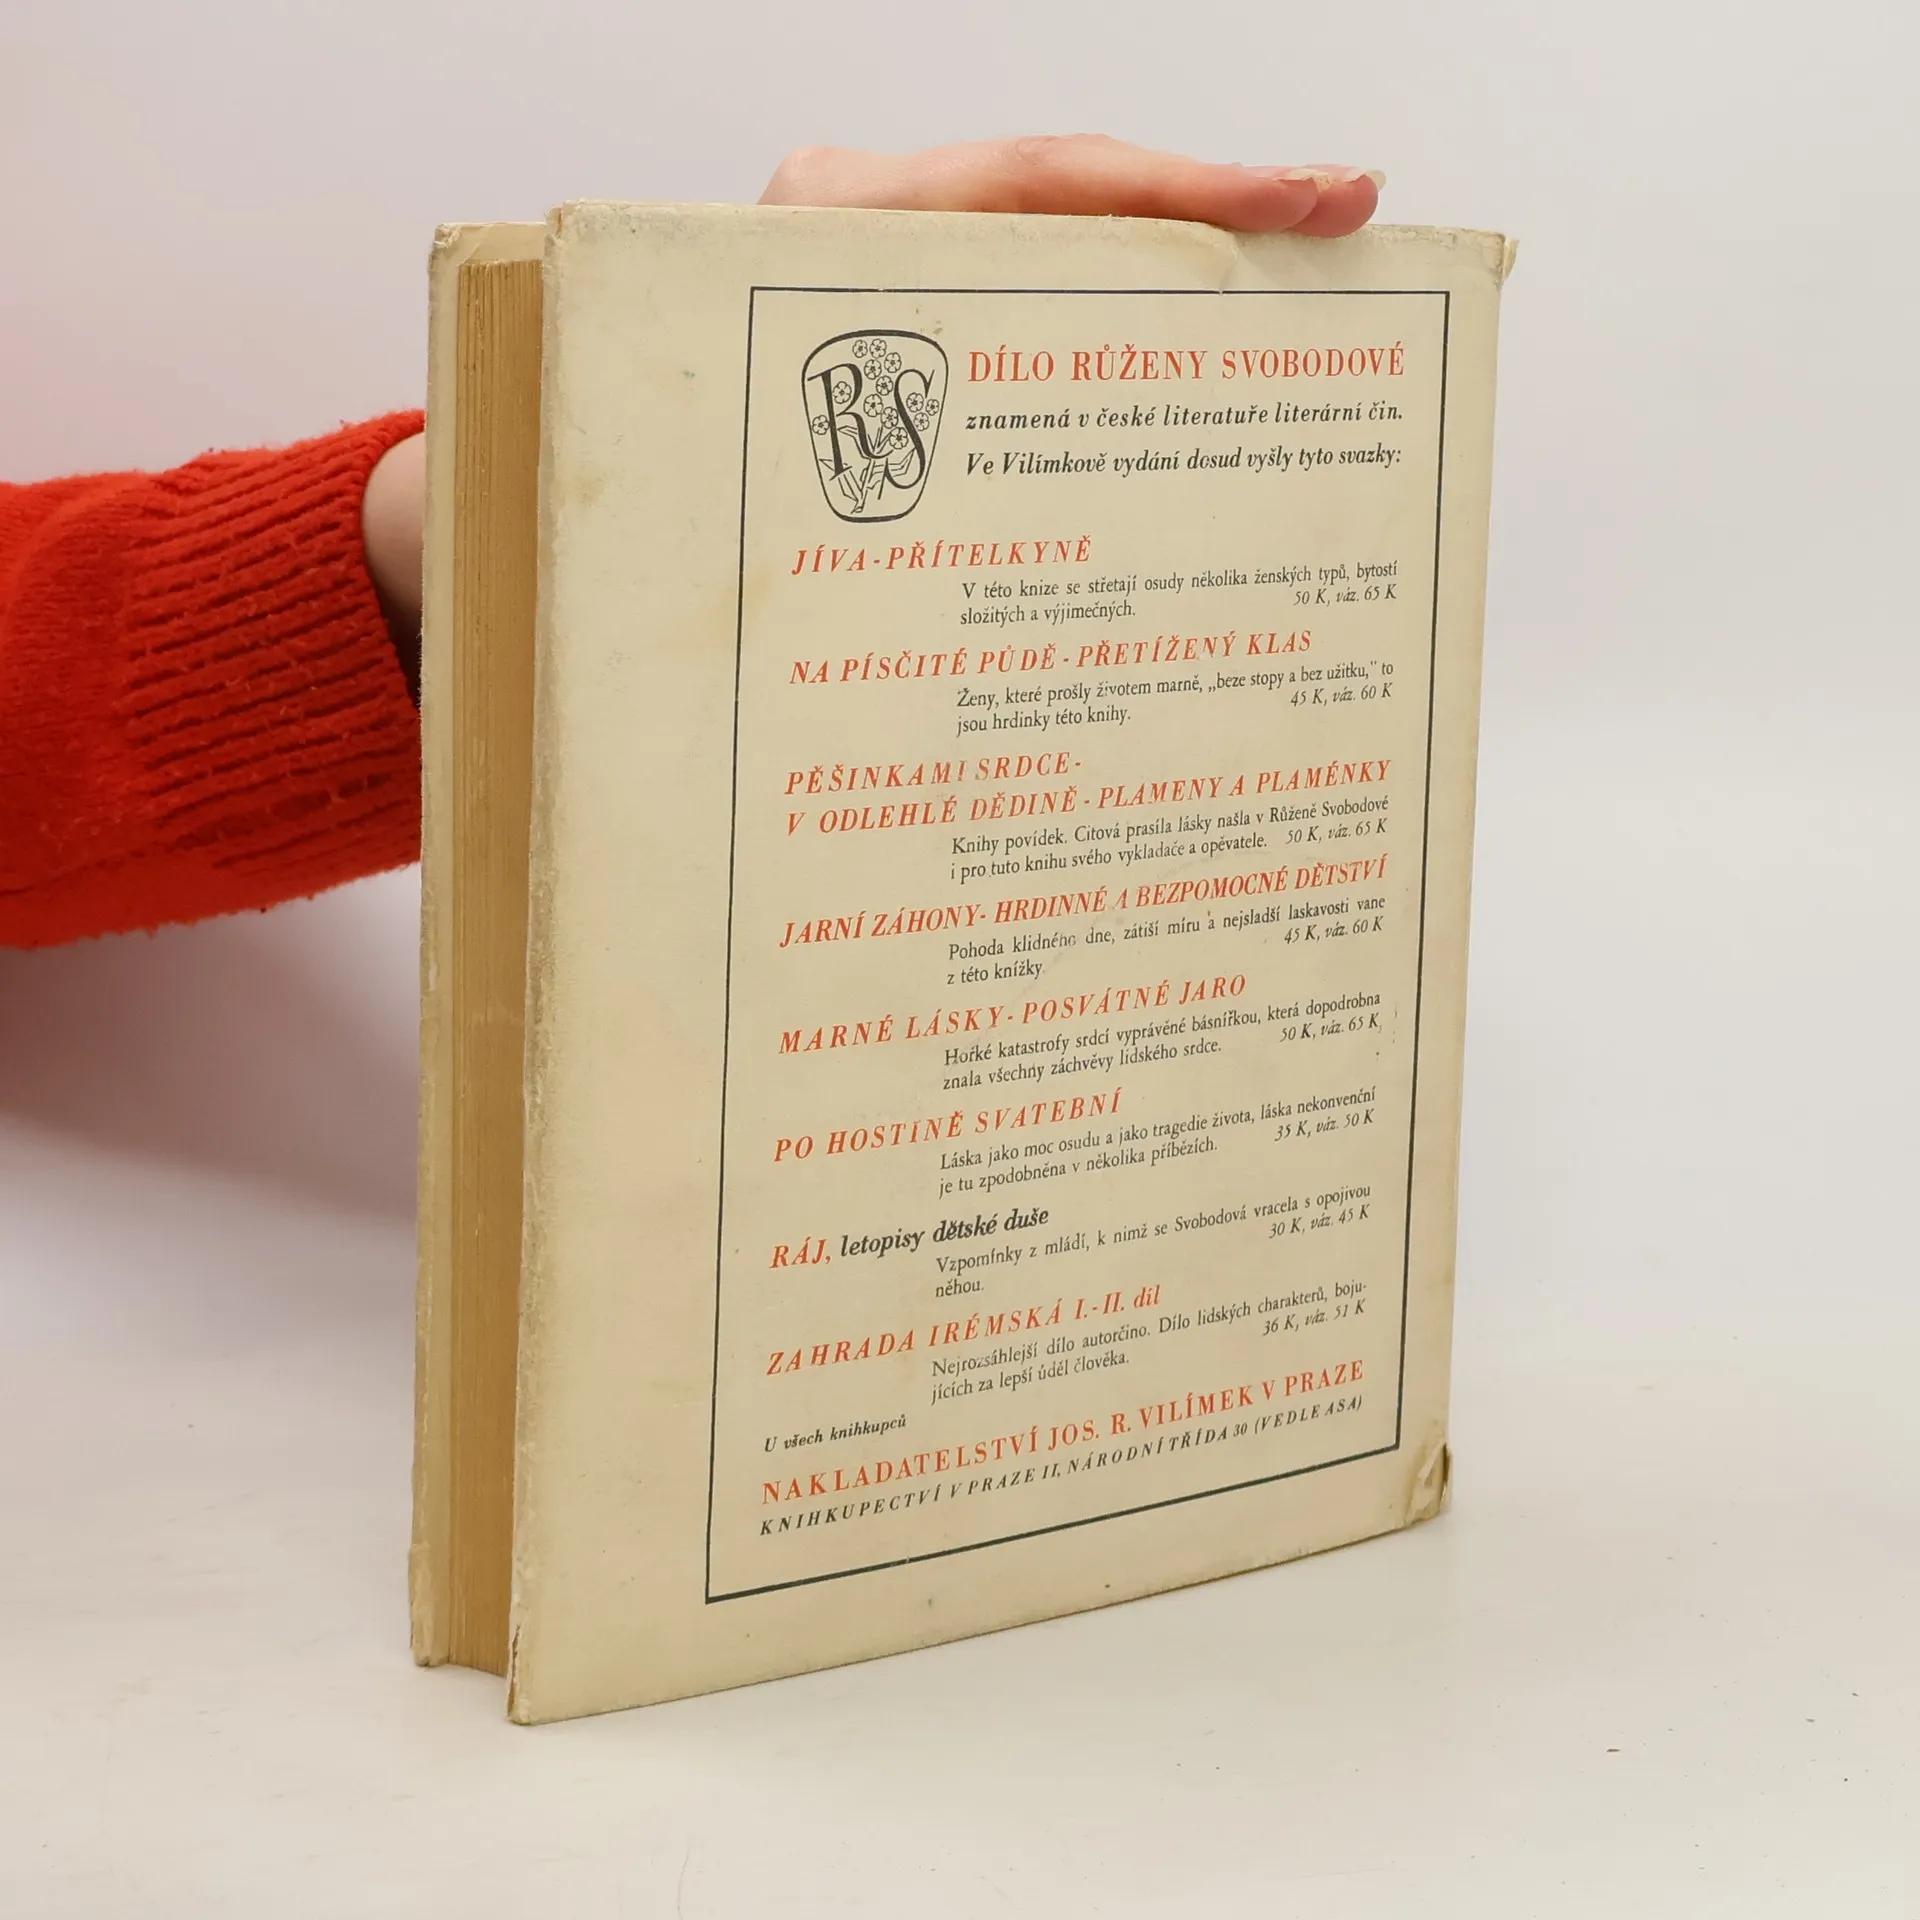 RS
DÍLO RŮŽENY SVOBODOVÉ
znamená v české literatuře literární čin.
Ve Vilímkově vydání dosud vyšly tyto svazky:
JÍVA-PŘÍTELKYNĚ
V této knize se střetají osudy několika ženských typů, bytostí
složitých a výjimečných. 50 K, váz. 65 K
NA PÍSČITÉ PŮDĚ-PŘETÍŽENÝ KLAS
Ženy, které prošly životem marně, „beze stopy a bez užitku,“ to
jsou hrdinky této knihy. 45 K, váz. 60 K
PĚŠINKAMI SRDCE-
V ODLEHLÉ DĚDINĚ-PLAMENY A PLAMÉNKY
Knihy povídek. Citová prasíla lásky našla v Růženě Svobodové
i pro tuto knihu svého vykladače a opěvatele. 50 K, váz. 65 K
JARNÍ ZÁHONY-HRDINNÉ A BEZPOMOCNÉ DĚTSTVÍ
Pohoda klidného dne, zátiší míru a nejsladší laskavosti vane
z této knížky. 45 K, váz. 60 K
MARNÉ LÁSKY-POSVÁTNÉ JARO
Hořké katastrofy srdcí vyprávěné básnířkou, která dopodrobna
znala všechny záchvěvy lidského srdce. 50 K, váz. 65 K
PO HOSTINĚ SVATEBNÍ
Láska jako moc osudu a jako tragedie života, láska nekonvenční
je tu zpodobněna v několika příbězích. 35 K, váz. 50 K
RÁJ, letopisy dětské duše
Vzpomínky z mládí, k nimž se Svobodová vracela s opojivou
něhou. 30 K, váz. 45 K
ZAHRADA IRÉMSKÁ I.-II. díl
Nejrozsáhlejší dílo autorčino. Dílo lidských charakterů, boju-
jících za lepší úděl člověka. 36 K, váz. 51 K
U všech knihkupců
NAKLADATELSTVÍ JOS. R. VILÍMEK V PRAZE
KNIHKUPECTVÍ V PRAZE II, NÁRODNÍ TŘÍDA 30 (VEDLE ASA)